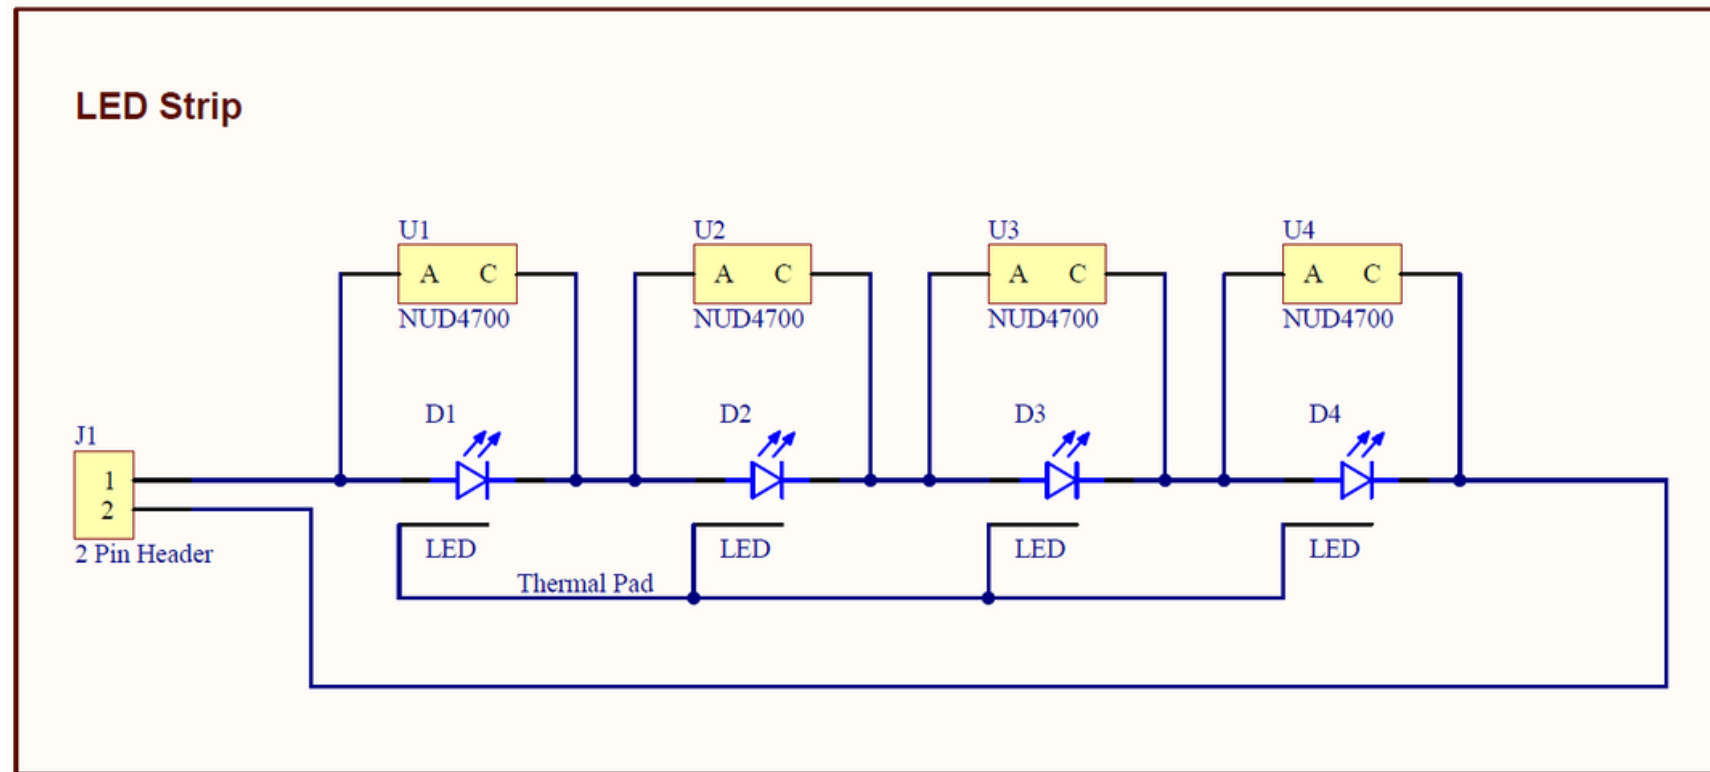 LED Strip
U1
U2
U3
U4
A C
A C
A C
A C
NUD4700
NUD4700
NUD4700
NUD4700
D1
D2
D3
D4
J1
1
2
2 Pin Header
LED
LED
LED
LED
Thermal Pad